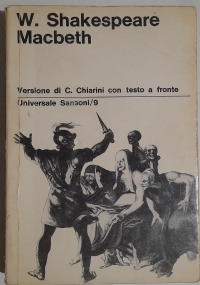 W. Shakespeare
Macbeth
Versione di C. Chiarini con testo a fronte
Universale Sansoni/9